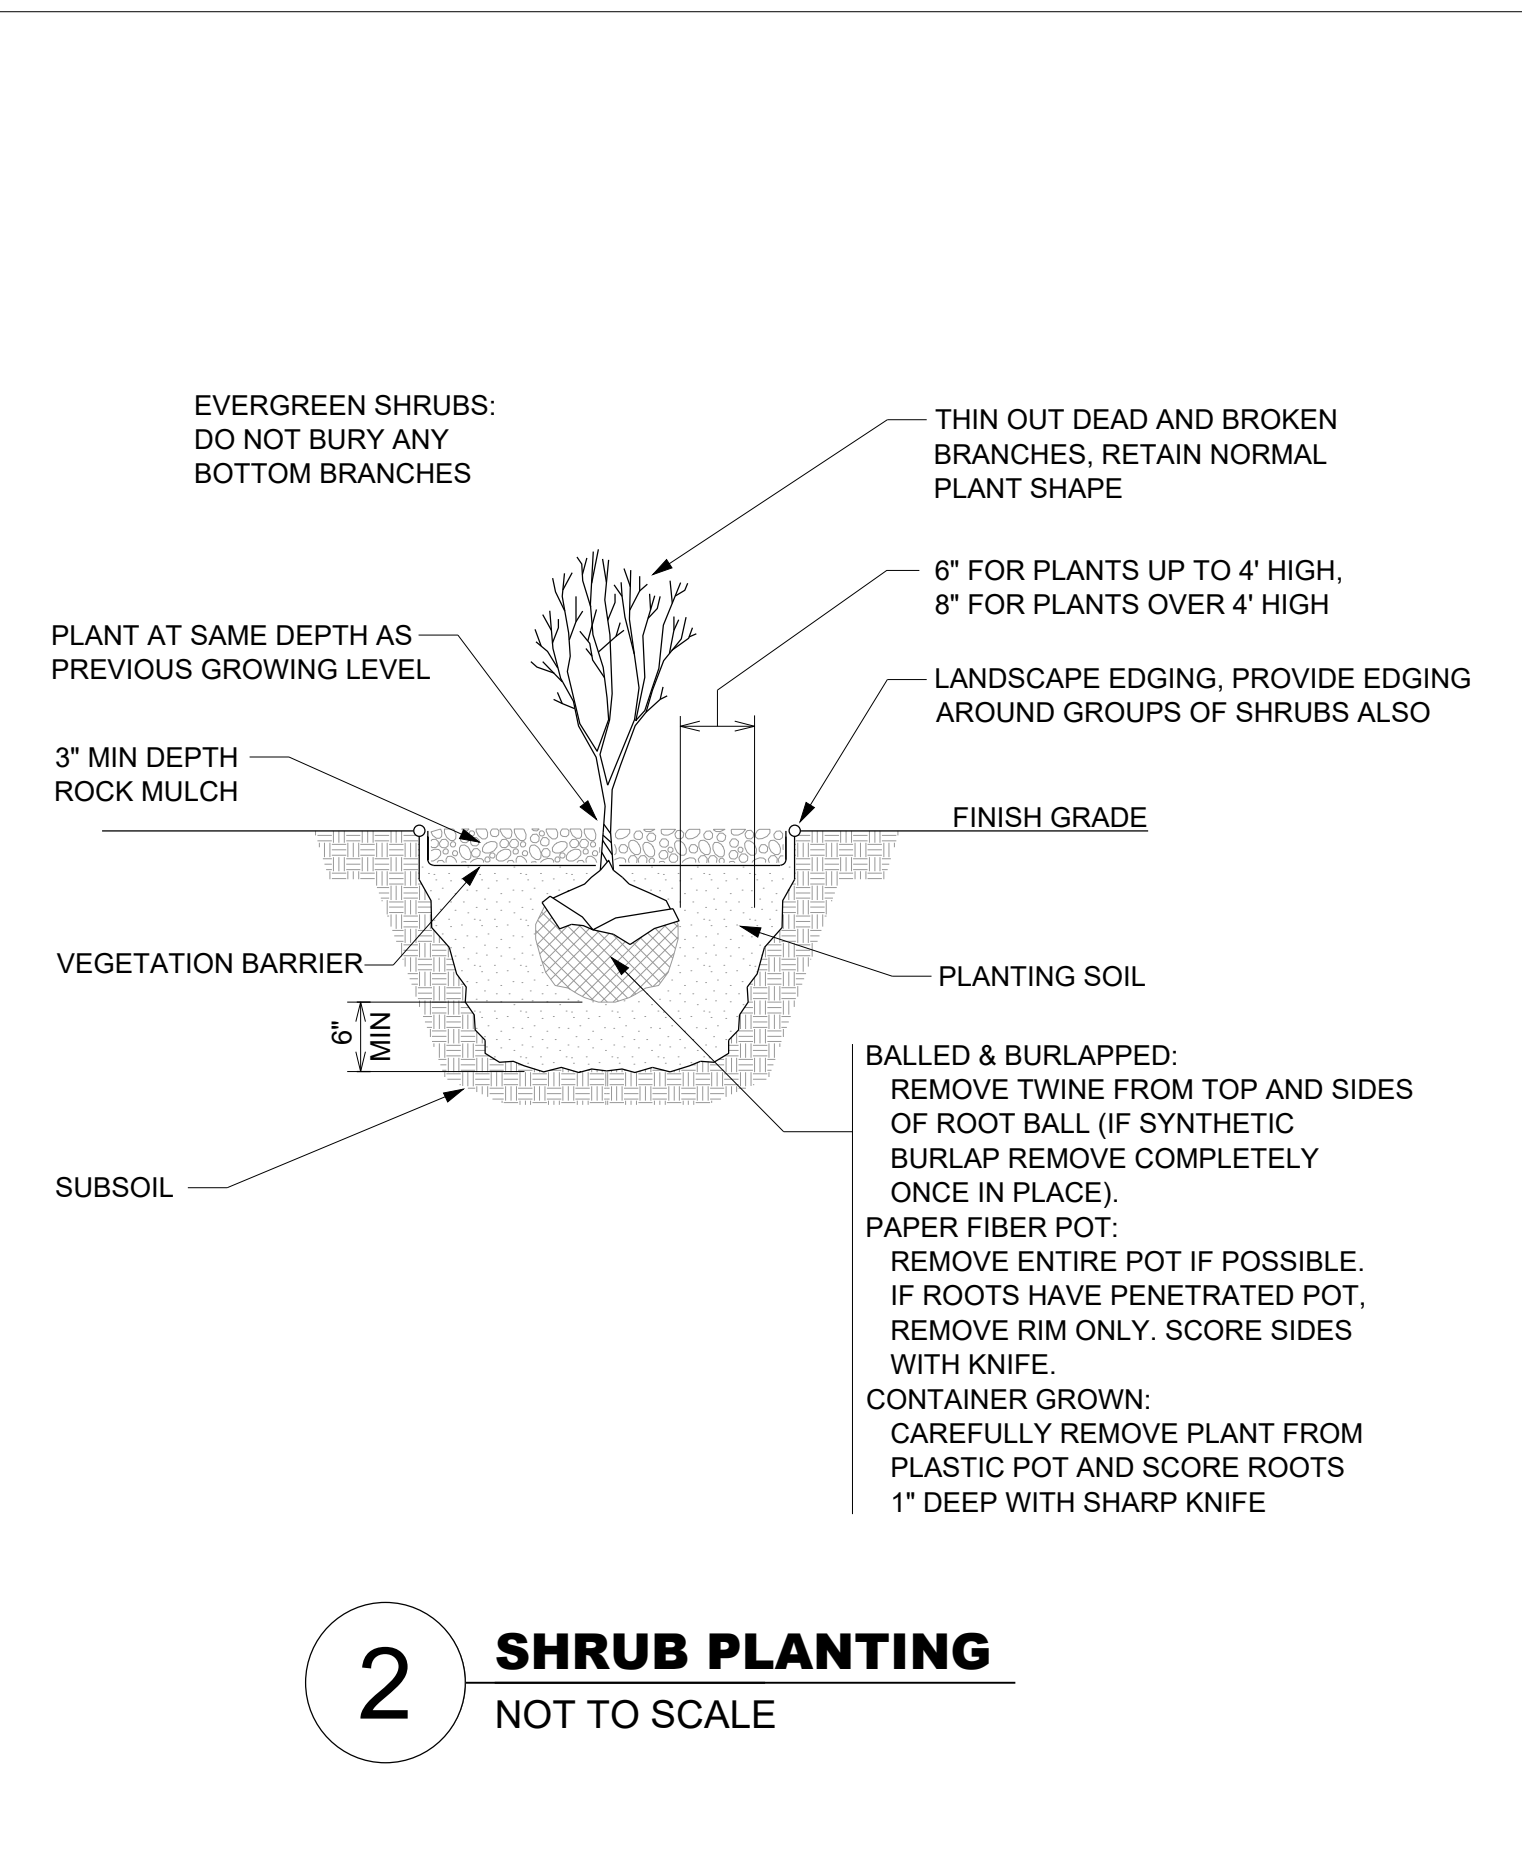 EVERGREEN SHRUBS:
DO NOT BURY ANY
BOTTOM BRANCHES
THIN OUT DEAD AND BROKEN
BRANCHES, RETAIN NORMAL
PLANT SHAPE
6" FOR PLANTS UP TO 4' HIGH,
8" FOR PLANTS OVER 4' HIGH
PLANT AT SAME DEPTH AS
PREVIOUS GROWING LEVEL
LANDSCAPE EDGING, PROVIDE EDGING
AROUND GROUPS OF SHRUBS ALSO
3" MIN DEPTH
ROCK MULCH
FINISH GRADE
VEGETATION BARRIER
PLANTING SOIL
6"
MIN
SUBSOIL
BALLED & BURLAPPED:
REMOVE TWINE FROM TOP AND SIDES
OF ROOT BALL (IF SYNTHETIC
BURLAP REMOVE COMPLETELY
ONCE IN PLACE).
PAPER FIBER POT:
REMOVE ENTIRE POT IF POSSIBLE.
IF ROOTS HAVE PENETRATED POT,
REMOVE RIM ONLY. SCORE SIDES
WITH KNIFE.
CONTAINER GROWN:
CAREFULLY REMOVE PLANT FROM
PLASTIC POT AND SCORE ROOTS
1" DEEP WITH SHARP KNIFE
2
SHRUB PLANTING
NOT TO SCALE